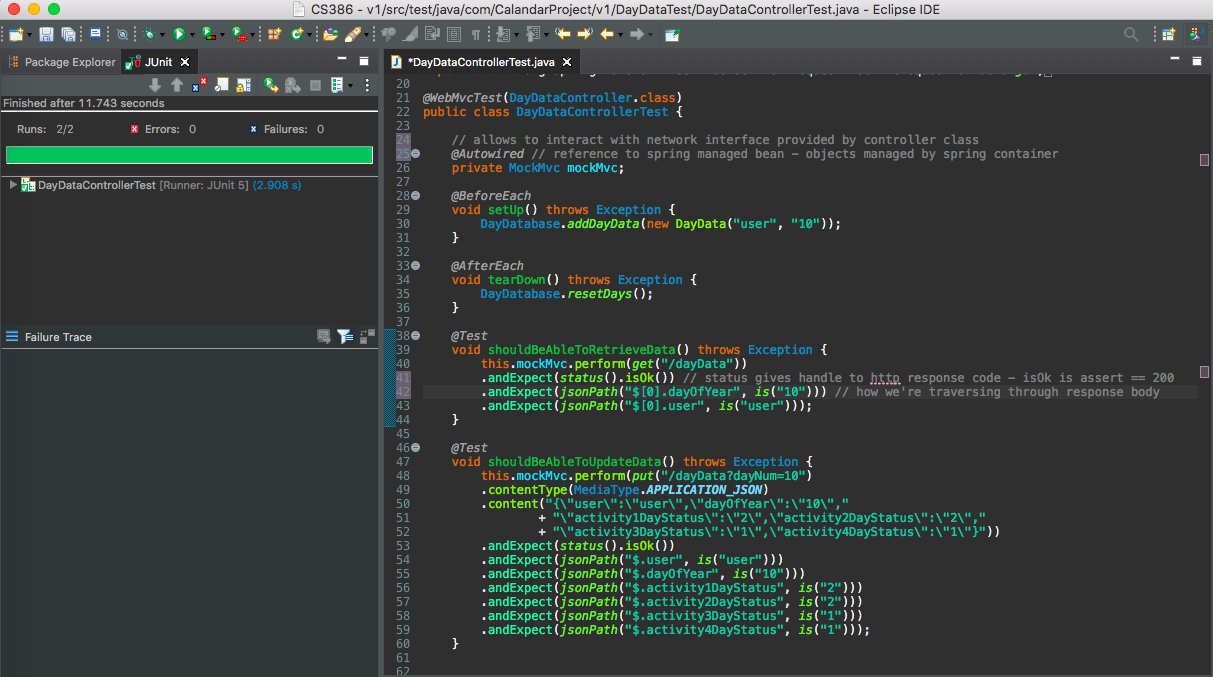 CS386 - v1/src/test/java/com/CalandarProject/v1/DayDataTest/DayDataControllerTest.java - Eclipse IDE
Package Explorer
JUnit
Finished after 11.743 seconds
Runs: 2/2
Errors: 0
Failures: 0
DayDataControllerTest [Runner: JUnit 5] (2.908 s)
Failure Trace
*DayDataControllerTest.java
20
21 @WebMvcTest(DayDataController.class)
22 public class DayDataControllerTest {
23
24 // allows to interact with network interface provided by controller class
25 @Autowired // reference to spring managed bean – objects managed by spring container
26 private MockMvc mockMvc;
27
28 @BeforeEach
29 void setUp() throws Exception {
30 DayDatabase.addDayData(new DayData("user", "10"));
31 }
32
33 @AfterEach
34 void tearDown() throws Exception {
35 DayDatabase.resetDays();
36 }
37
38 @Test
39 void shouldBeAbleToRetrieveData() throws Exception {
40 this.mockMvc.perform(get("/dayData"))
41 .andExpect(status().isOk()) // status gives handle to http response code – isOk is assert == 200
42 .andExpect(jsonPath("$[0].dayOfYear", is("10"))) // how we're traversing through response body
43 .andExpect(jsonPath("$[0].user", is("user")));
44 }
45
46 @Test
47 void shouldBeAbleToUpdateData() throws Exception {
48 this.mockMvc.perform(put("/dayData?dayNum=10")
49 .contentType(MediaType.APPLICATION_JSON)
50 .content("{\"user\":\"user\",\"dayOfYear\":\"10\","
51 + "\"activity1DayStatus\":\"2\",\"activity2DayStatus\":\"2\","
52 + "\"activity3DayStatus\":\"1\",\"activity4DayStatus\":\"1\"}"))
53 .andExpect(status().isOk())
54 .andExpect(jsonPath("$.user", is("user")))
55 .andExpect(jsonPath("$.dayOfYear", is("10")))
56 .andExpect(jsonPath("$.activity1DayStatus", is("2")))
57 .andExpect(jsonPath("$.activity2DayStatus", is("2")))
58 .andExpect(jsonPath("$.activity3DayStatus", is("1")))
59 .andExpect(jsonPath("$.activity4DayStatus", is("1")));
60 }
61
62